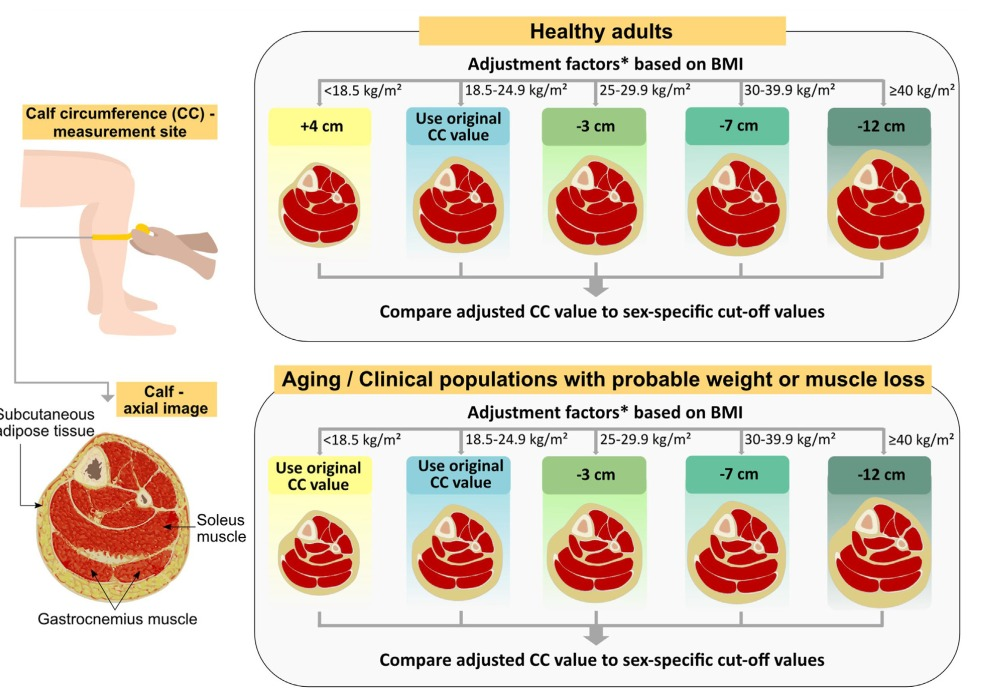 Healthy adults
Adjustment factors* based on BMI
<18.5 kg/m²
18.5-24.9 kg/m²
25-29.9 kg/m²
30-39.9 kg/m²
≥40 kg/m²
+4 cm
Use original
CC value
-3 cm
-7 cm
-12 cm
Compare adjusted CC value to sex-specific cut-off values
Calf circumference (CC) -
measurement site
Calf -
axial image
Subcutaneous
adipose tissue
Soleus
muscle
Gastrocnemius muscle
Aging / Clinical populations with probable weight or muscle loss
Adjustment factors* based on BMI
<18.5 kg/m²
18.5-24.9 kg/m²
25-29.9 kg/m²
30-39.9 kg/m²
≥40 kg/m²
Use original
CC value
Use original
CC value
-3 cm
-7 cm
-12 cm
Compare adjusted CC value to sex-specific cut-off values